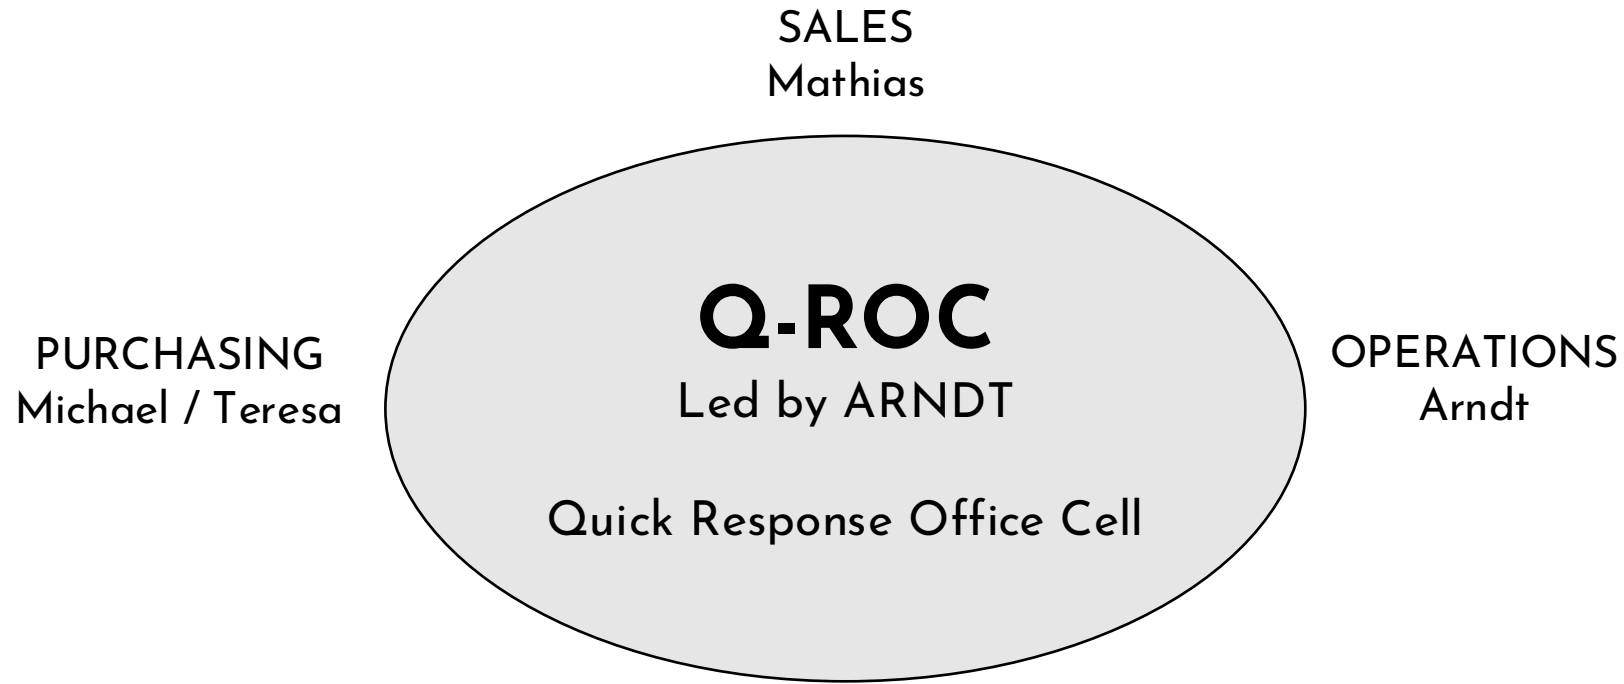 SALES
Mathias
Q-ROC
Led by ARNDT
Quick Response Office Cell
PURCHASING
Michael / Teresa
OPERATIONS
Arndt